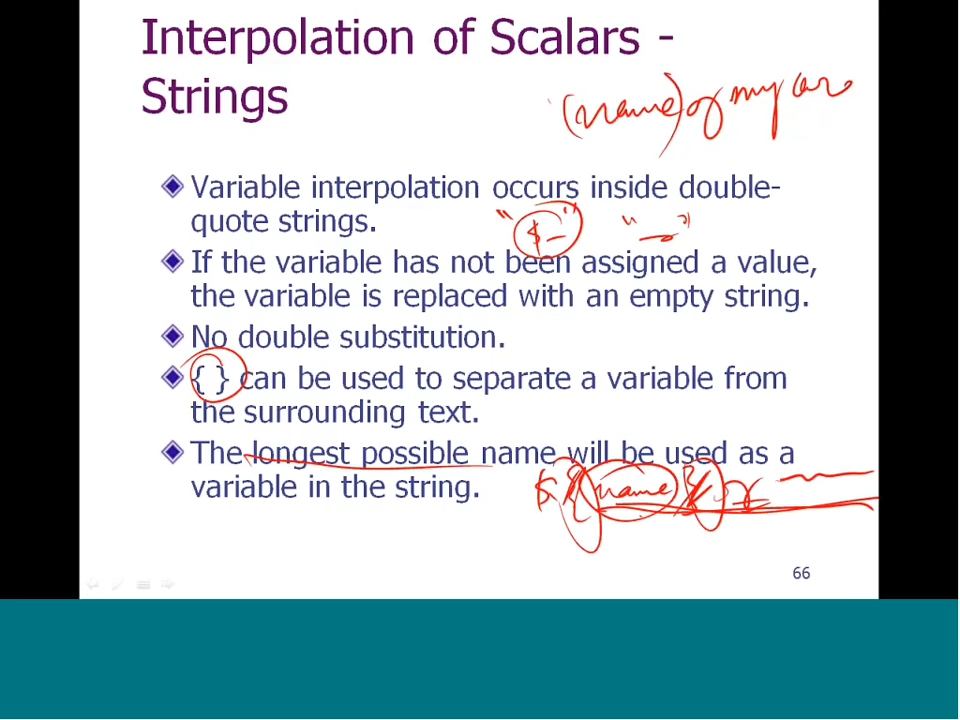 Interpolation of Scalars -
Strings
(name) of my
Variable interpolation occurs inside double-
quote strings.
"$_"
If the variable has not been assigned a value,
the variable is replaced with an empty string.
No double substitution.
{ } can be used to separate a variable from
the surrounding text.
The longest possible name will be used as a
variable in the string.
{name}
66